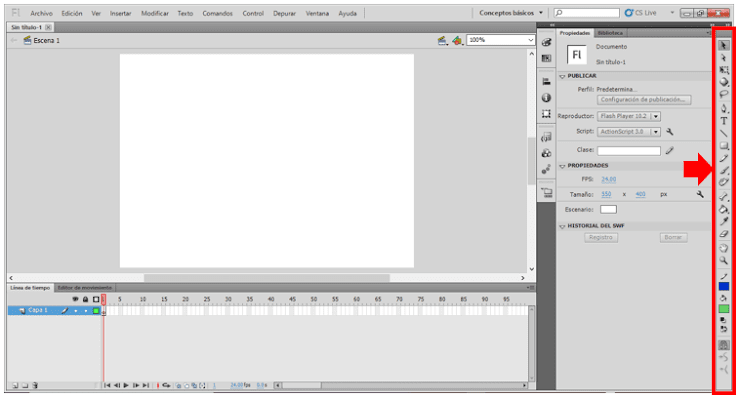 Fl Archivo Edición Ver Insertar Modificar Texto Comandos Control Depurar Ventana Ayuda Conceptos básicos CS Live
Sin título-1
Escena 1 100%
Propiedades Biblioteca
Fl Documento
Sin título-1
PUBLICAR
Perfil: Predetermina...
Configuración de publicación...
Reproductor: Flash Player 10.2
Script: ActionScript 3.0
Clase:
PROPIEDADES
FPS: 24,00
Tamaño: 550 x 400 px
Escenario:
HISTORIAL DEL SWF
Registro Borrar
T
Línea de tiempo Editor de movimiento
5 10 15 20 25 30 35 40 45 50 55 60 65 70 75 80 85 90 95
Capa 1
1 24,00 fps 0,0 s